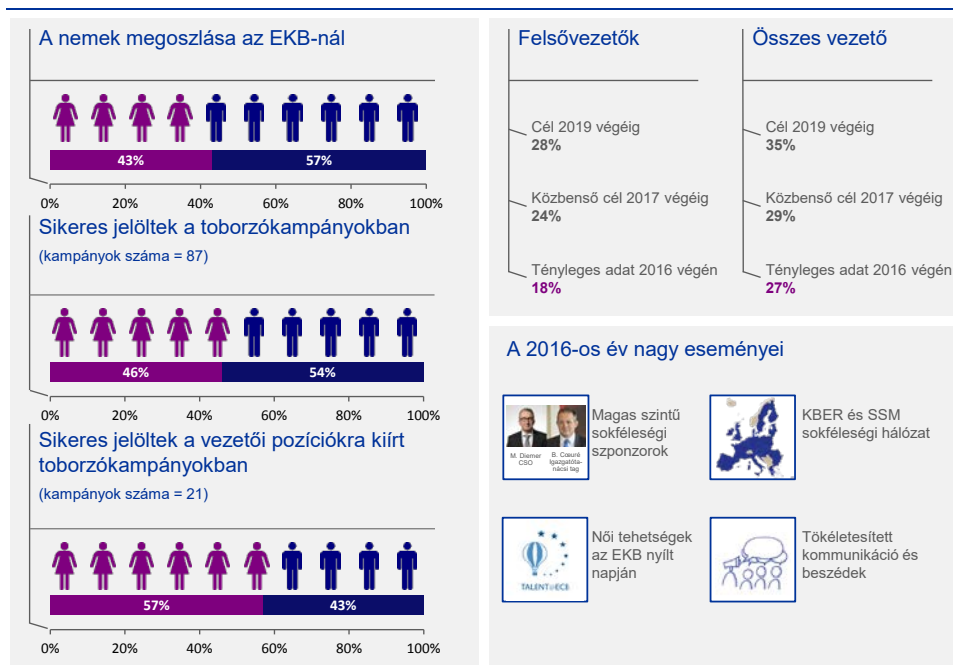 A nemek megoszlása az EKB-nál
43%
57%
0%
20%
40%
60%
80%
100%
Sikeres jelöltek a toborzókampányokban
(kampányok száma = 87)
46%
54%
0%
20%
40%
60%
80%
100%
Sikeres jelöltek a vezetői pozíciókra kiírt
toborzókampányokban
(kampányok száma = 21)
57%
43%
0%
20%
40%
60%
80%
100%
Felsővezetők
Cél 2019 végéig
28%
Közbenső cél 2017 végéig
24%
Tényleges adat 2016 végén
18%
Összes vezető
Cél 2019 végéig
35%
Közbenső cél 2017 végéig
29%
Tényleges adat 2016 végén
27%
A 2016-os év nagy eseményei
M. Diemer
CSO
B. Cœuré
Igazgatóta-
nácsi tag
Magas szintű
sokféleségi
szponzorok
KBER és SSM
sokféleségi hálózat
TALENT@ECB
Női tehetségek
az EKB nyílt
napján
Tökéletesített
kommunikáció és
beszédek